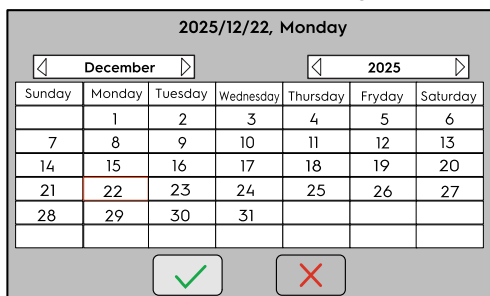 2025/12/22, Monday
December 2025
Sunday Monday Tuesday Wednesday Thursday Fryday Saturday
1 2 3 4 5 6
7 8 9 10 11 12 13
14 15 16 17 18 19 20
21 22 23 24 25 26 27
28 29 30 31